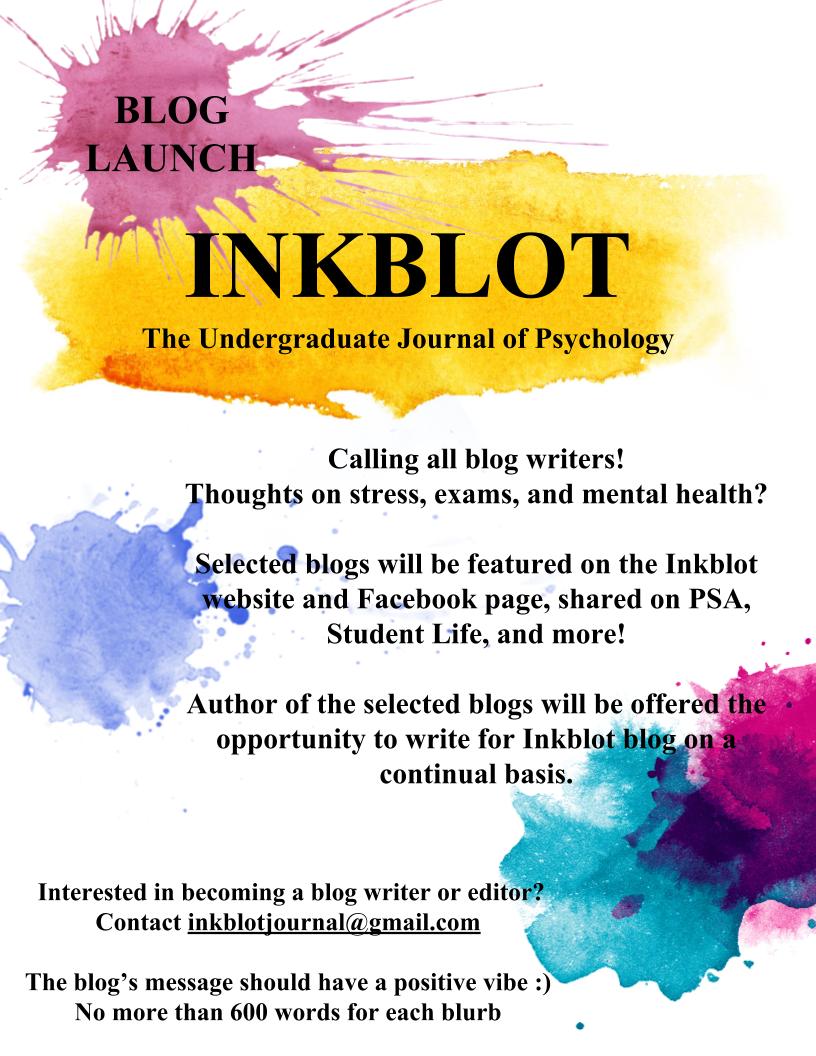 BLOG
LAUNCH
INKBLOT
The Undergraduate Journal of Psychology
Calling all blog writers!
Thoughts on stress, exams, and mental health?
Selected blogs will be featured on the Inkblot
website and Facebook page, shared on PSA,
Student Life, and more!
Author of the selected blogs will be offered the
opportunity to write for Inkblot blog on a
continual basis.
Interested in becoming a blog writer or editor?
Contact inkblotjournal@gmail.com
The blog’s message should have a positive vibe :)
No more than 600 words for each blurb